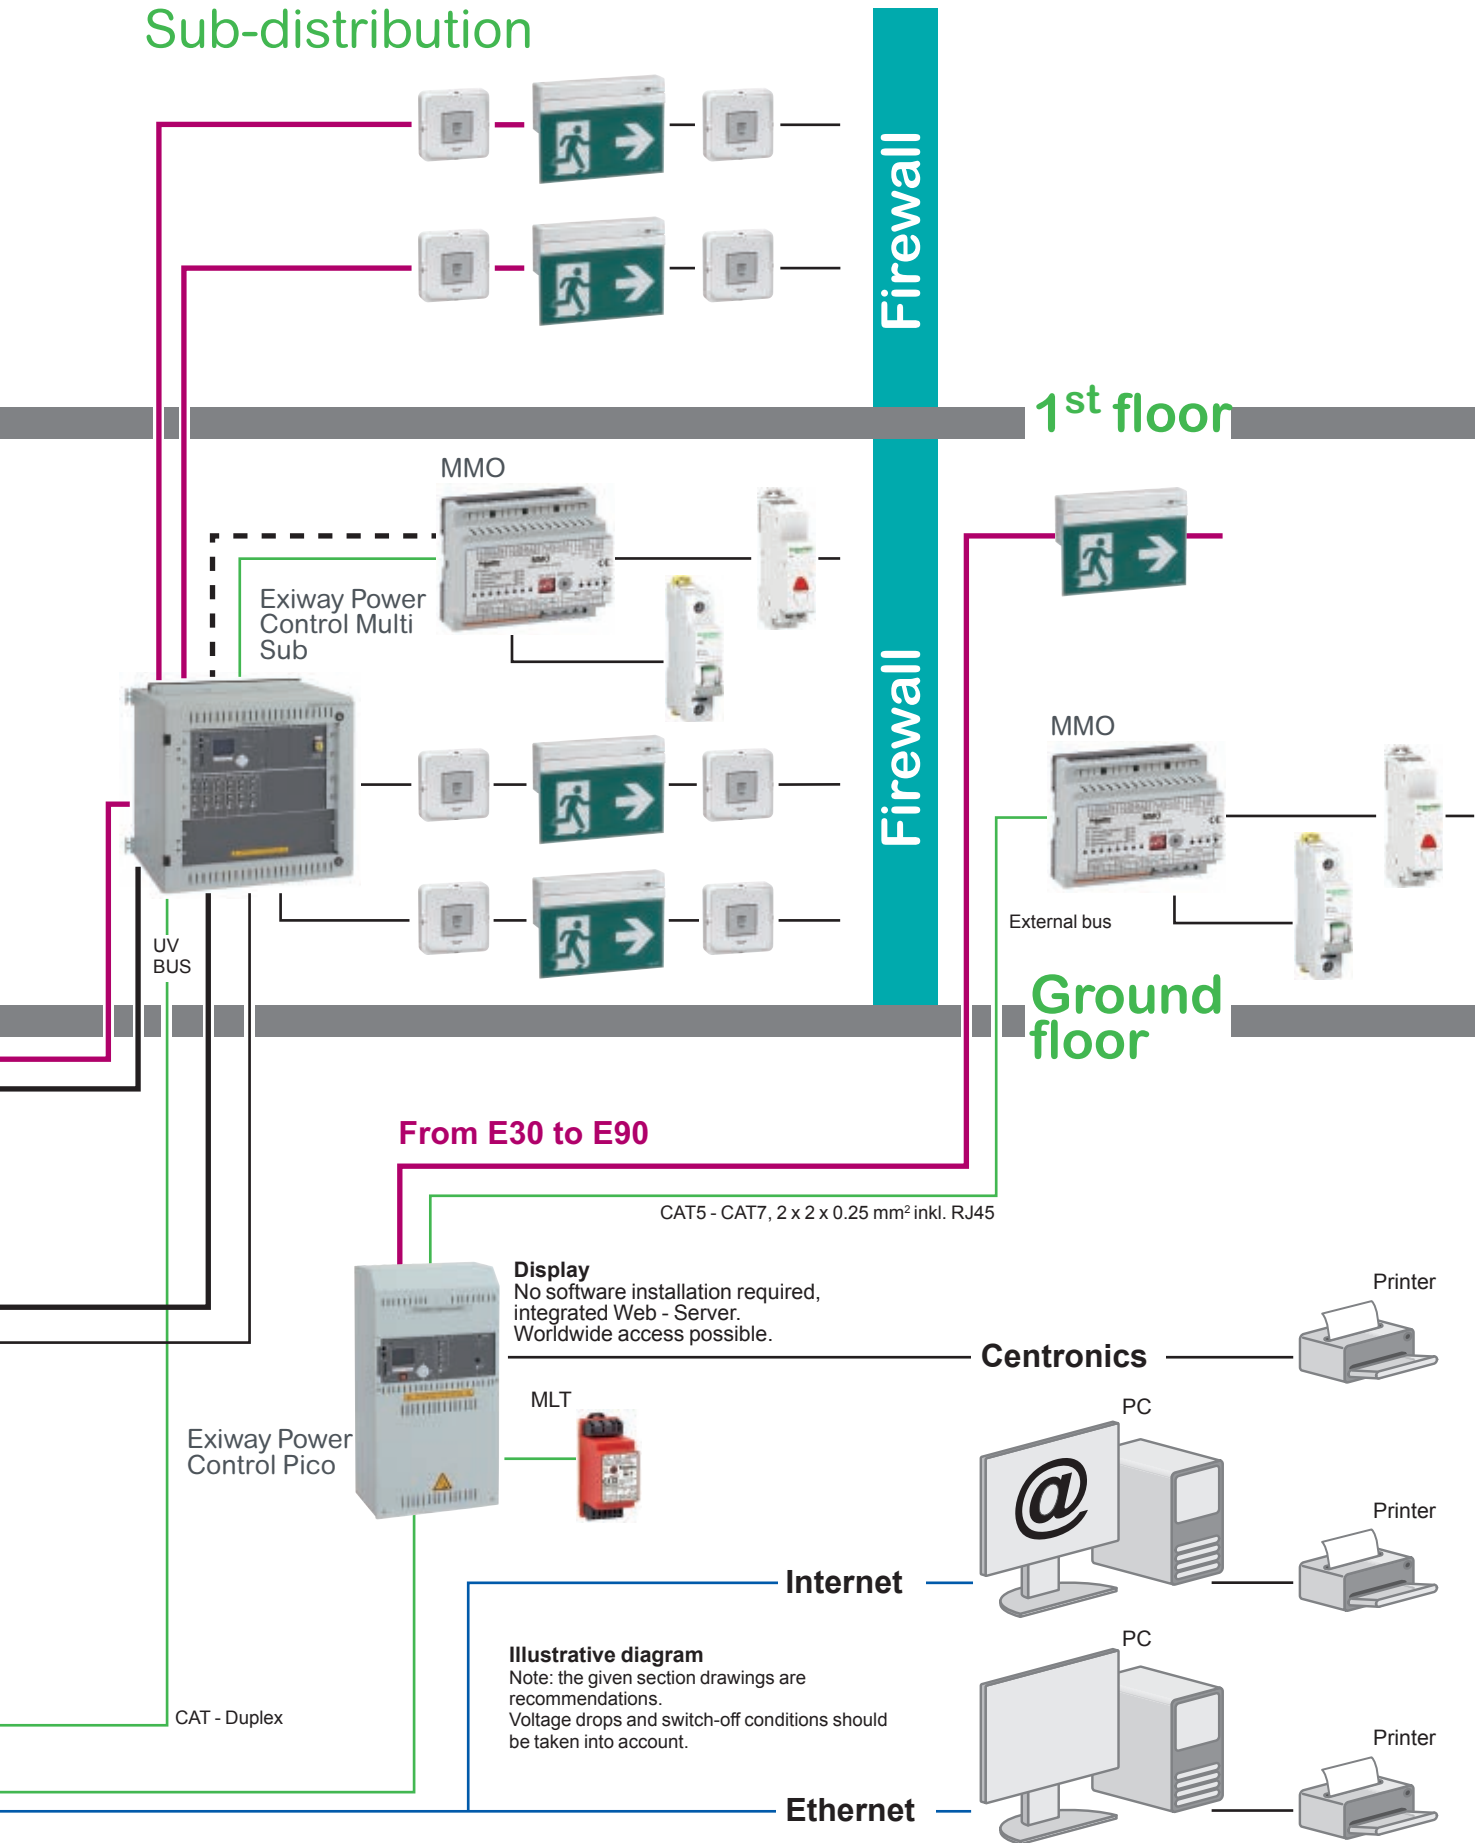 Sub-distribution
Firewall
1st floor
MMO
Exiway Power
Control Multi
Sub
MMO
Firewall
MMO
MMO
External bus
UV
BUS
Ground
floor
From E30 to E90
CAT5 - CAT7, 2 x 2 x 0.25 mm² inkl. RJ45
Display
No software installation required,
integrated Web - Server.
Worldwide access possible.
Printer
Centronics
MLT
PC
Exiway Power
Control Pico
@
Printer
Internet
PC
Illustrative diagram
Note: the given section drawings are
recommendations.
Voltage drops and switch-off conditions should
be taken into account.
CAT - Duplex
Printer
Ethernet